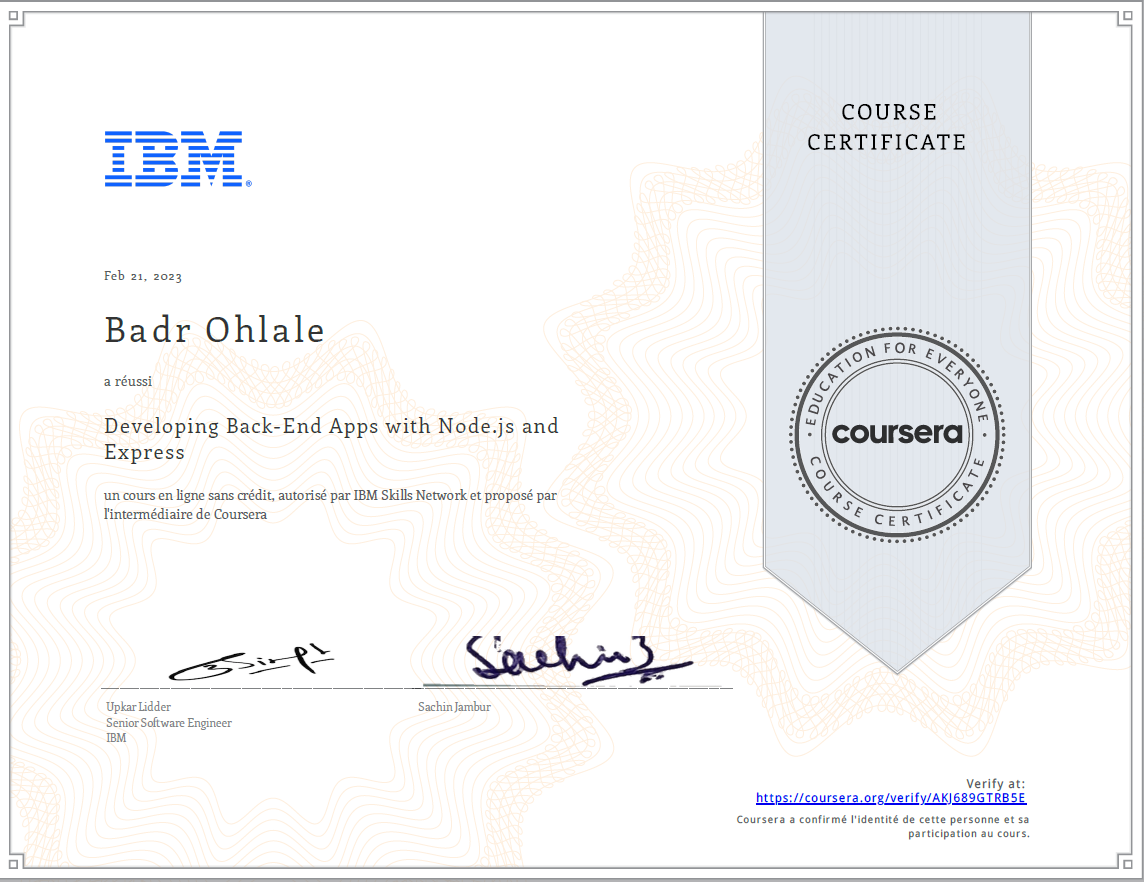 COURSE
CERTIFICATE
IBM®
Feb 21, 2023
Badr Ohlale
a réussi
Developing Back-End Apps with Node.js and
Express
un cours en ligne sans crédit, autorisé par IBM Skills Network et proposé par
l'intermédiaire de Coursera
EDUCATION FOR EVERYONE
coursera
COURSE CERTIFICATE
Sachin J
Upkar Lidder
Senior Software Engineer
IBM
Sachin Jambur
Verify at:
https://coursera.org/verify/AKJ689GTRB5E
Coursera a confirmé l'identité de cette personne et sa
participation au cours.